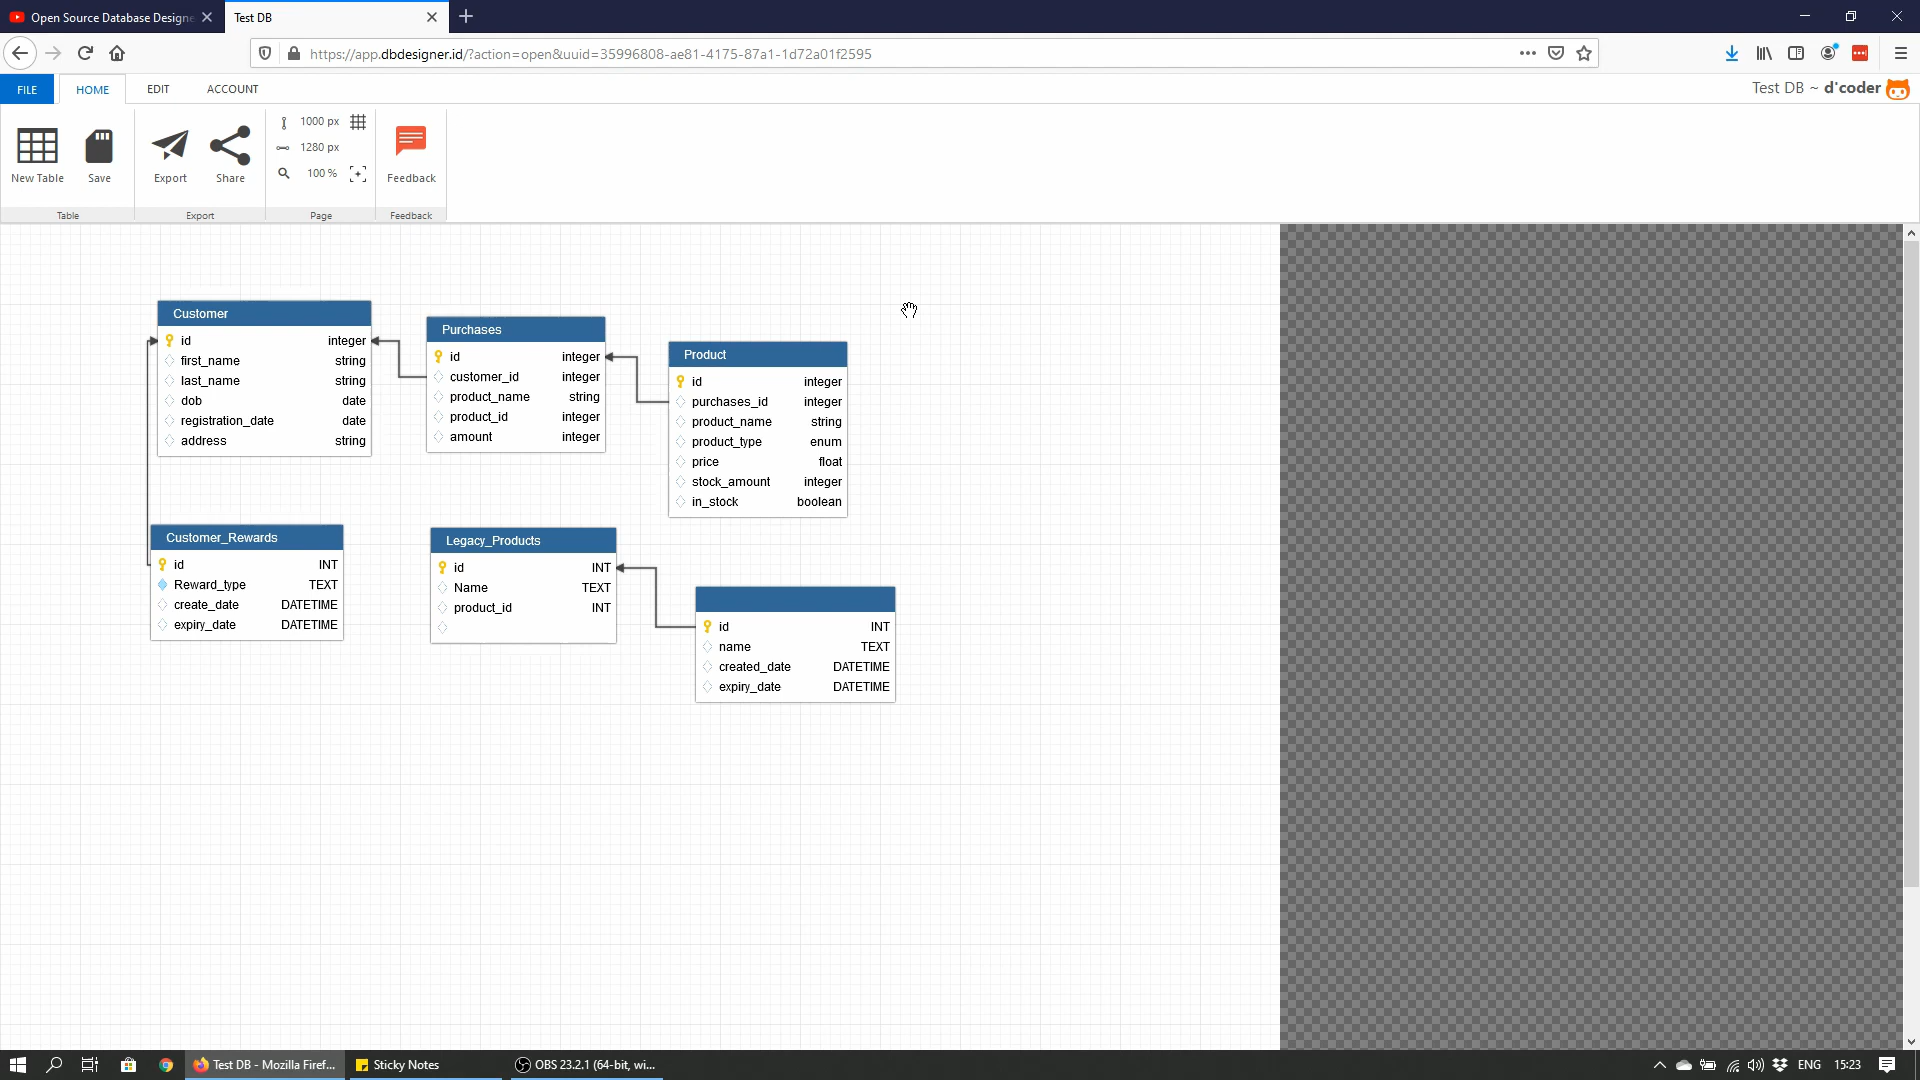 Open Source Database Designe
Test DB
https://app.dbdesigner.id/?action=open&uuid=35996808-ae81-4175-87a1-1d72a01f2595
FILE HOME EDIT ACCOUNT
Test DB ~ d'coder
1000 px
1280 px
100 %
New Table Save Export Share Feedback
Table Export Page Feedback
Customer
id integer
first_name string
last_name string
dob date
registration_date date
address string
Purchases
id integer
customer_id integer
product_name string
product_id integer
amount integer
Product
id integer
purchases_id integer
product_name string
product_type enum
price float
stock_amount integer
in_stock boolean
Customer_Rewards
id INT
Reward_type TEXT
create_date DATETIME
expiry_date DATETIME
Legacy_Products
id INT
Name TEXT
product_id INT
id INT
name TEXT
created_date DATETIME
expiry_date DATETIME
Test DB - Mozilla Firef...
Sticky Notes
OBS 23.2.1 (64-bit, wi...
ENG
15:23